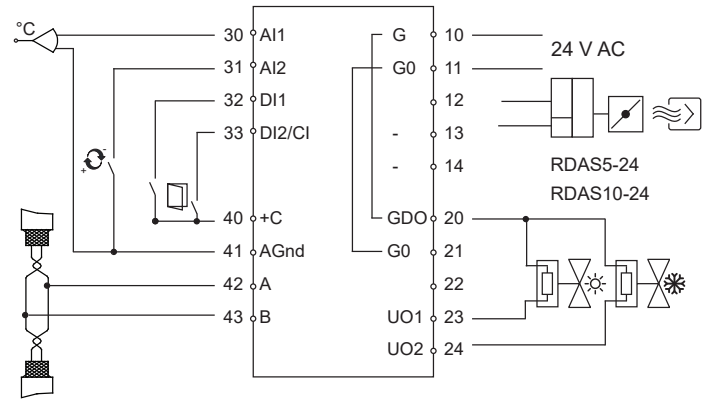 °C
30 AI1 G 10
24 V AC
31 AI2 G0 11
32 DI1 12
33 DI2/CI - 13
- 14
RDAS5-24
RDAS10-24
- +
40 +C GDO 20
41 AGnd G0 21
42 A 22
43 B UO1 23
UO2 24